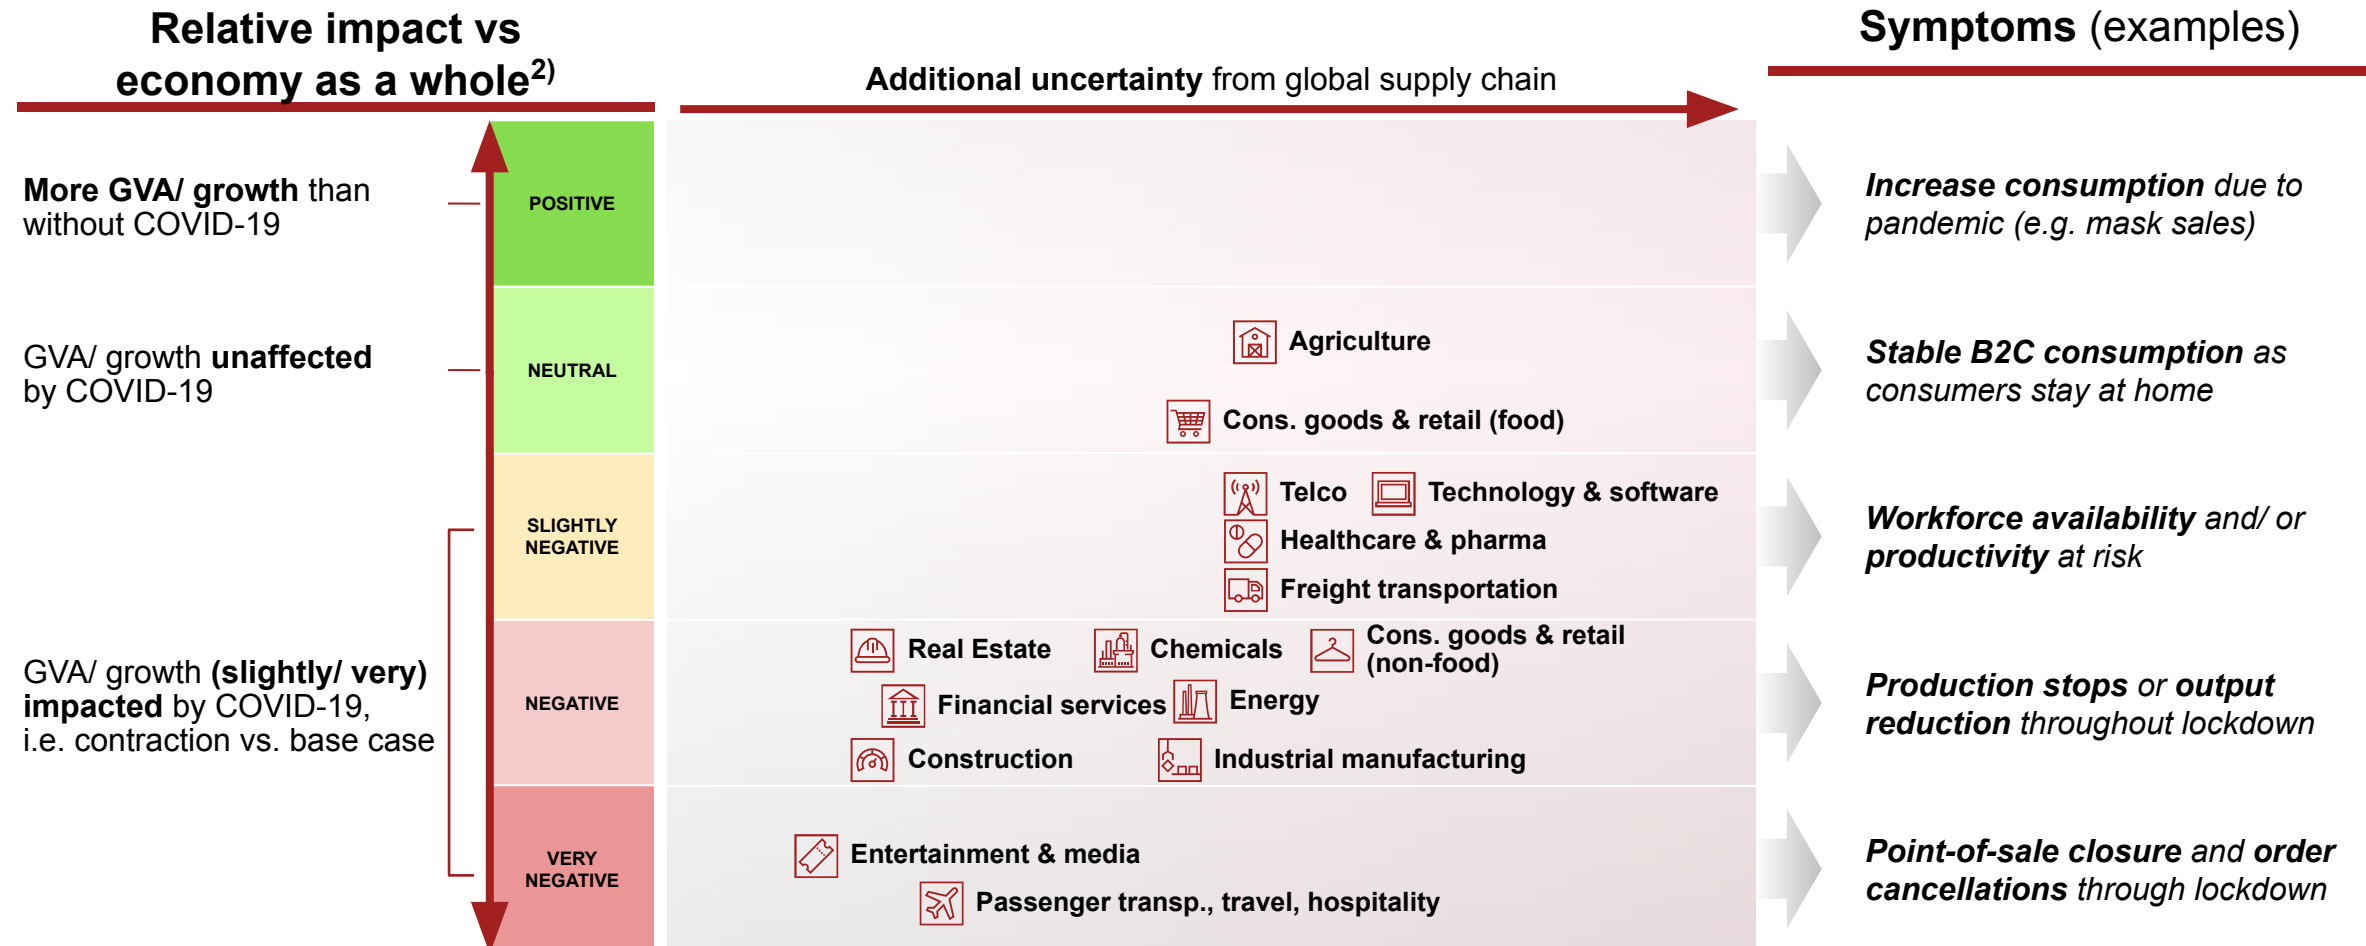 Relative impact vs
economy as a whole2)
Additional uncertainty from global supply chain
Symptoms (examples)
More GVA/ growth than
without COVID-19
POSITIVE
Increase consumption due to
pandemic (e.g. mask sales)
GVA/ growth unaffected
by COVID-19
NEUTRAL
Agriculture
Cons. goods & retail (food)
Stable B2C consumption as
consumers stay at home
SLIGHTLY
NEGATIVE
Telco
Technology & software
Healthcare & pharma
Freight transportation
Workforce availability and/ or
productivity at risk
GVA/ growth (slightly/ very)
impacted by COVID-19,
i.e. contraction vs. base case
NEGATIVE
Real Estate
Chemicals
Cons. goods & retail
(non-food)
Financial services
Energy
Construction
Industrial manufacturing
Production stops or output
reduction throughout lockdown
VERY
NEGATIVE
Entertainment & media
Passenger transp., travel, hospitality
Point-of-sale closure and order
cancellations through lockdown